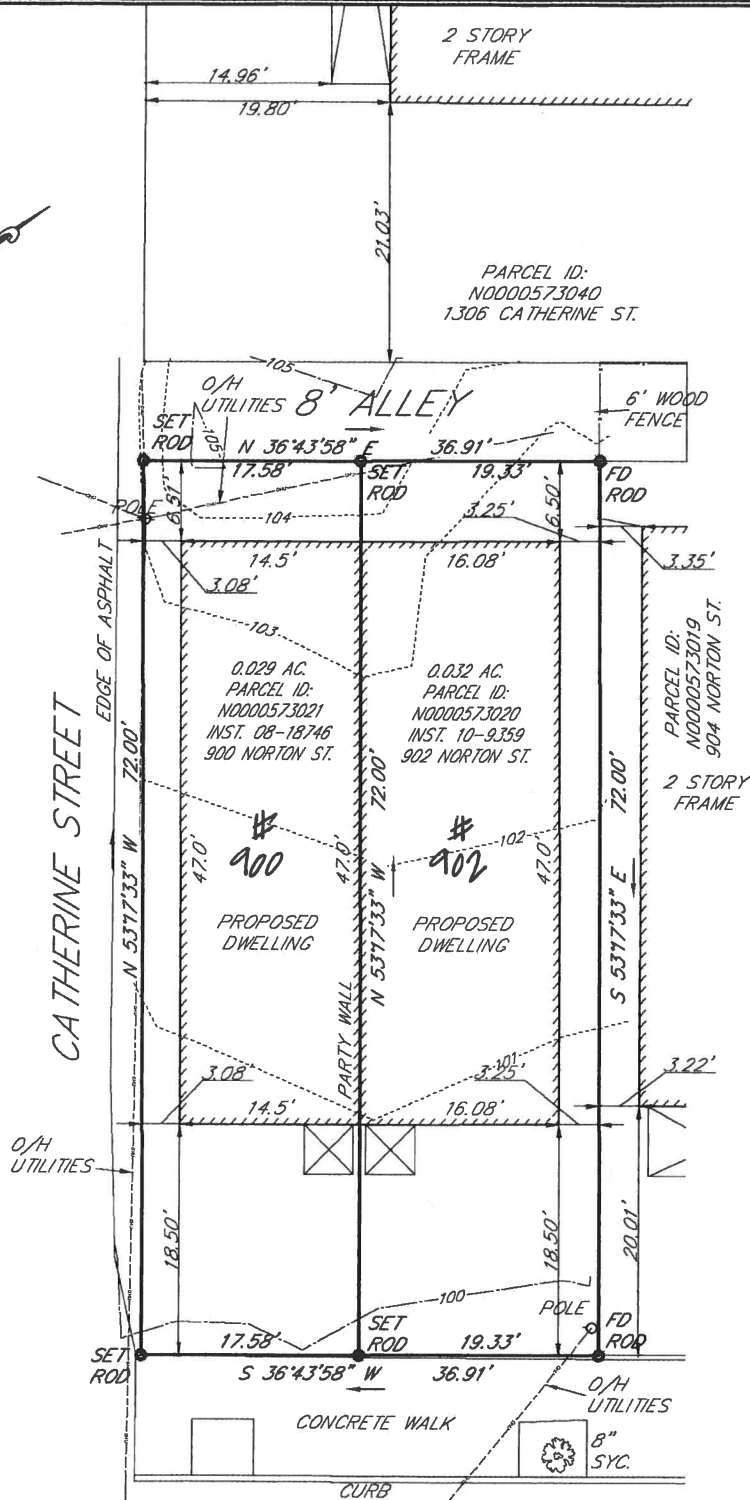 2 STORY
FRAME
14.96'
19.80'
21.03'
PARCEL ID:
N0000573040
1306 CATHERINE ST.
105
O/H
UTILITIES
8' ALLEY
6' WOOD
FENCE
SET
ROD
105
N 36°43'58" E 36.91'
17.58'
SET
ROD
19.33'
FD
ROD
POLE
6.51'
104
3.25'
6.50'
14.5'
16.08'
3.08'
3.35'
103
EDGE OF ASPHALT
PARCEL ID:
N0000573019
904 NORTON ST.
0.029 AC.
PARCEL ID:
N0000573021
INST. 08-18746
900 NORTON ST.
0.032 AC.
PARCEL ID:
N0000573020
INST. 10-9359
902 NORTON ST.
2 STORY
FRAME
CATHERINE STREET
N 53°17'33" W 72.00'
47.0'
#
900
47.0'
N 53°17'33" W 72.00'
#
902
102
47.0'
S 53°17'33" E 72.00'
PROPOSED
DWELLING
PROPOSED
DWELLING
PARTY WALL
101
3.08'
3.25'
3.22'
14.5'
16.08'
O/H
UTILITIES
18.50'
18.50'
20.01'
100
POLE
FD
ROD
SET
ROD
17.58'
SET
ROD
19.33'
S 36°43'58" W 36.91'
O/H
UTILITIES
CONCRETE WALK
8"
SYC.
CURB